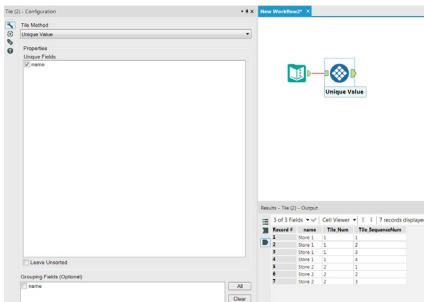 Tile (2) - Configuration
Tile Method
Unique Value
Properties
Unique Fields
name
Leave Unsorted
Grouping Fields (Optional)
name
All
Clear
New Workflow2*
Unique Value
Results - Tile (2) - Output
3 of 3 Fields Cell Viewer 7 records displayed
Record # name Tile_Num Tile_SequenceNum
1 Store 1 1 1
2 Store 1 1 2
3 Store 1 1 3
4 Store 1 1 4
5 Store 2 2 1
6 Store 2 2 2
7 Store 2 2 3